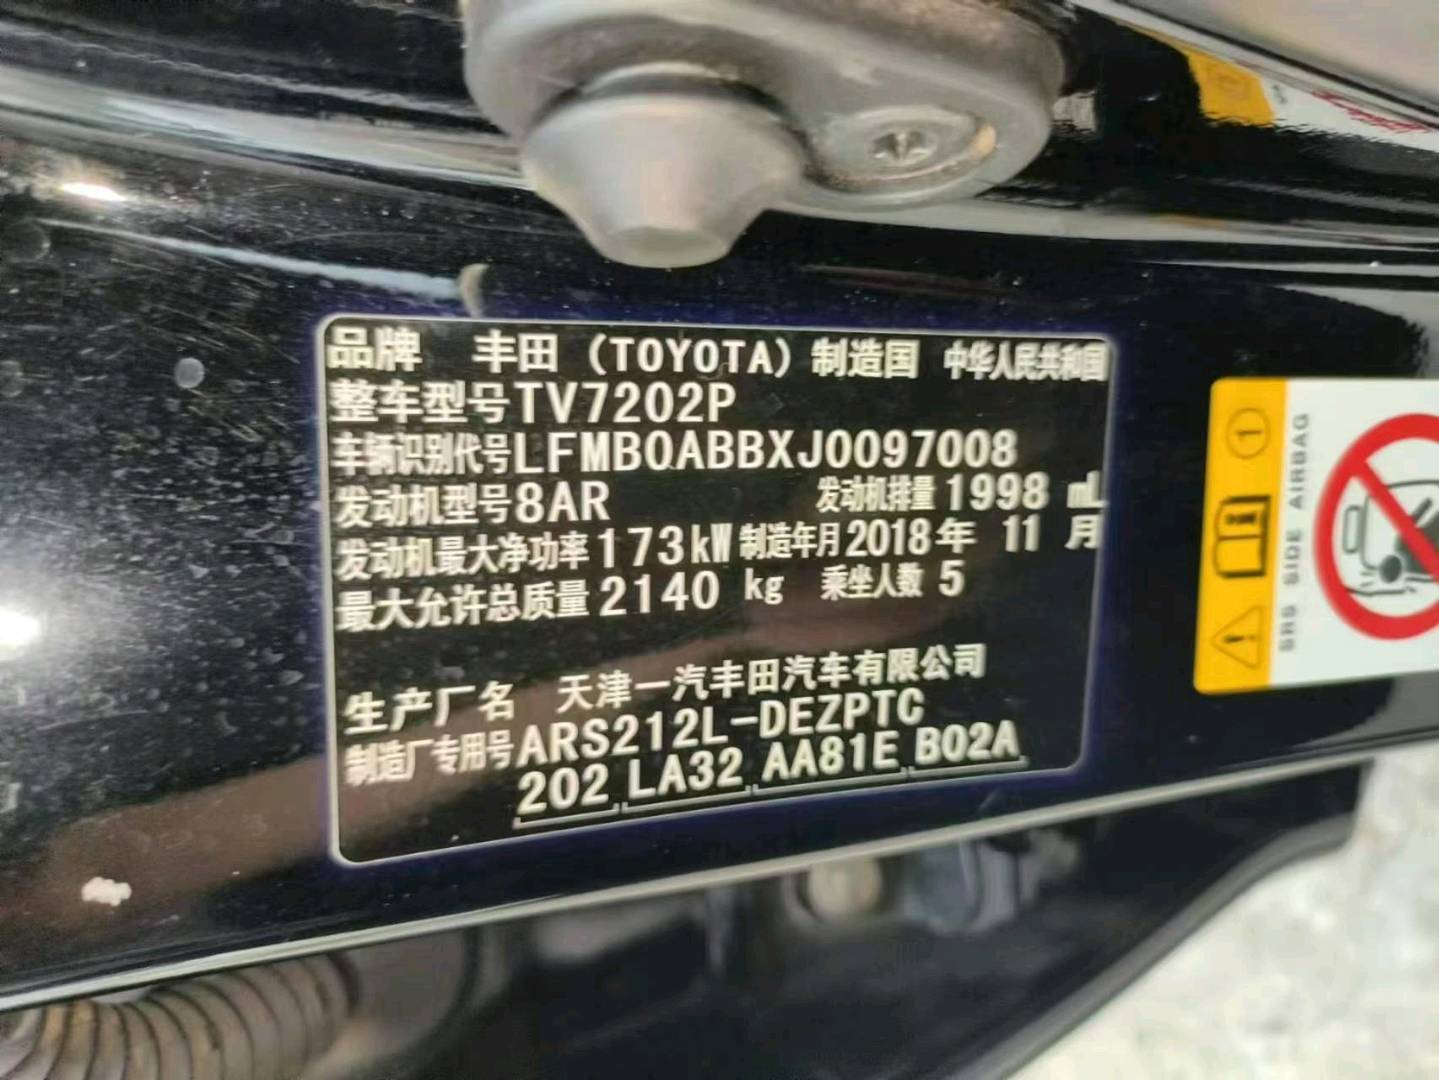 品牌 丰田（TOYOTA）制造国 中华人民共和国
整车型号TV7202P
车辆识别代号LFMB0ABBXJ0097008
发动机型号8AR 发动机排量1998 mL
发动机最大净功率173kW 制造年月2018年 11 月
最大允许总质量2140 kg 乘坐人数 5
生产厂名 天津一汽丰田汽车有限公司
制造厂专用号ARS212L-DEZPTC
202 LA32 AA81E B02A
1
SRS SIDE AIRBAG